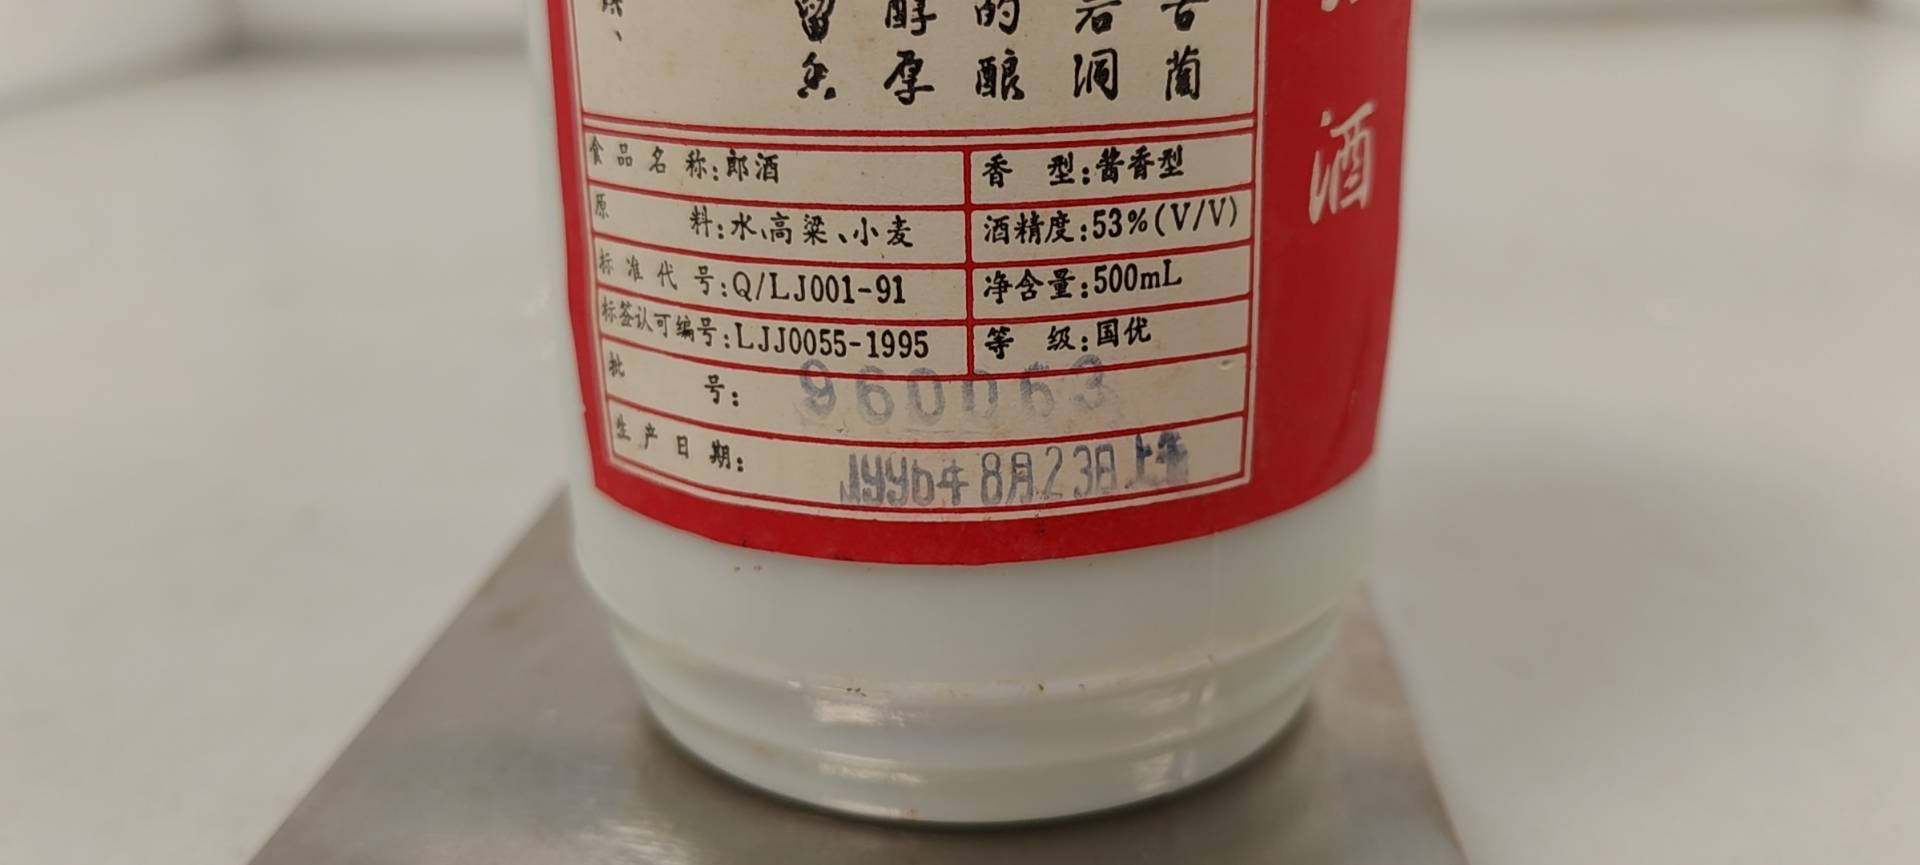 留 醇 的 岩 古
香 厚 酿 洞 蔺
酒
食品名称:郎酒 香 型:酱香型
原 料:水、高粱、小麦 酒精度:53%(V/V)
标准代号:Q/LJ001-91 净含量:500mL
标签认可编号:LJJ0055-1995 等 级:国优
批 号: 960063
生产日期: 1996年8月23日